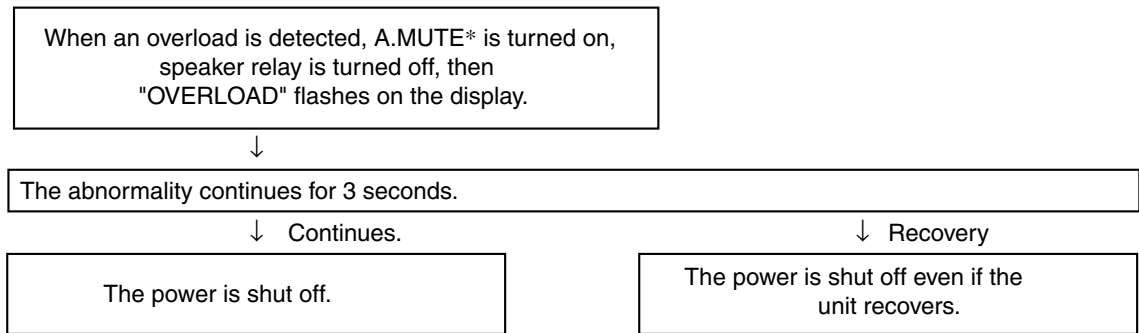 When an overload is detected, A.MUTE* is turned on,
speaker relay is turned off, then
"OVERLOAD" flashes on the display.
↓
The abnormality continues for 3 seconds.
↓ Continues.
↓ Recovery
The power is shut off.
The power is shut off even if the
unit recovers.